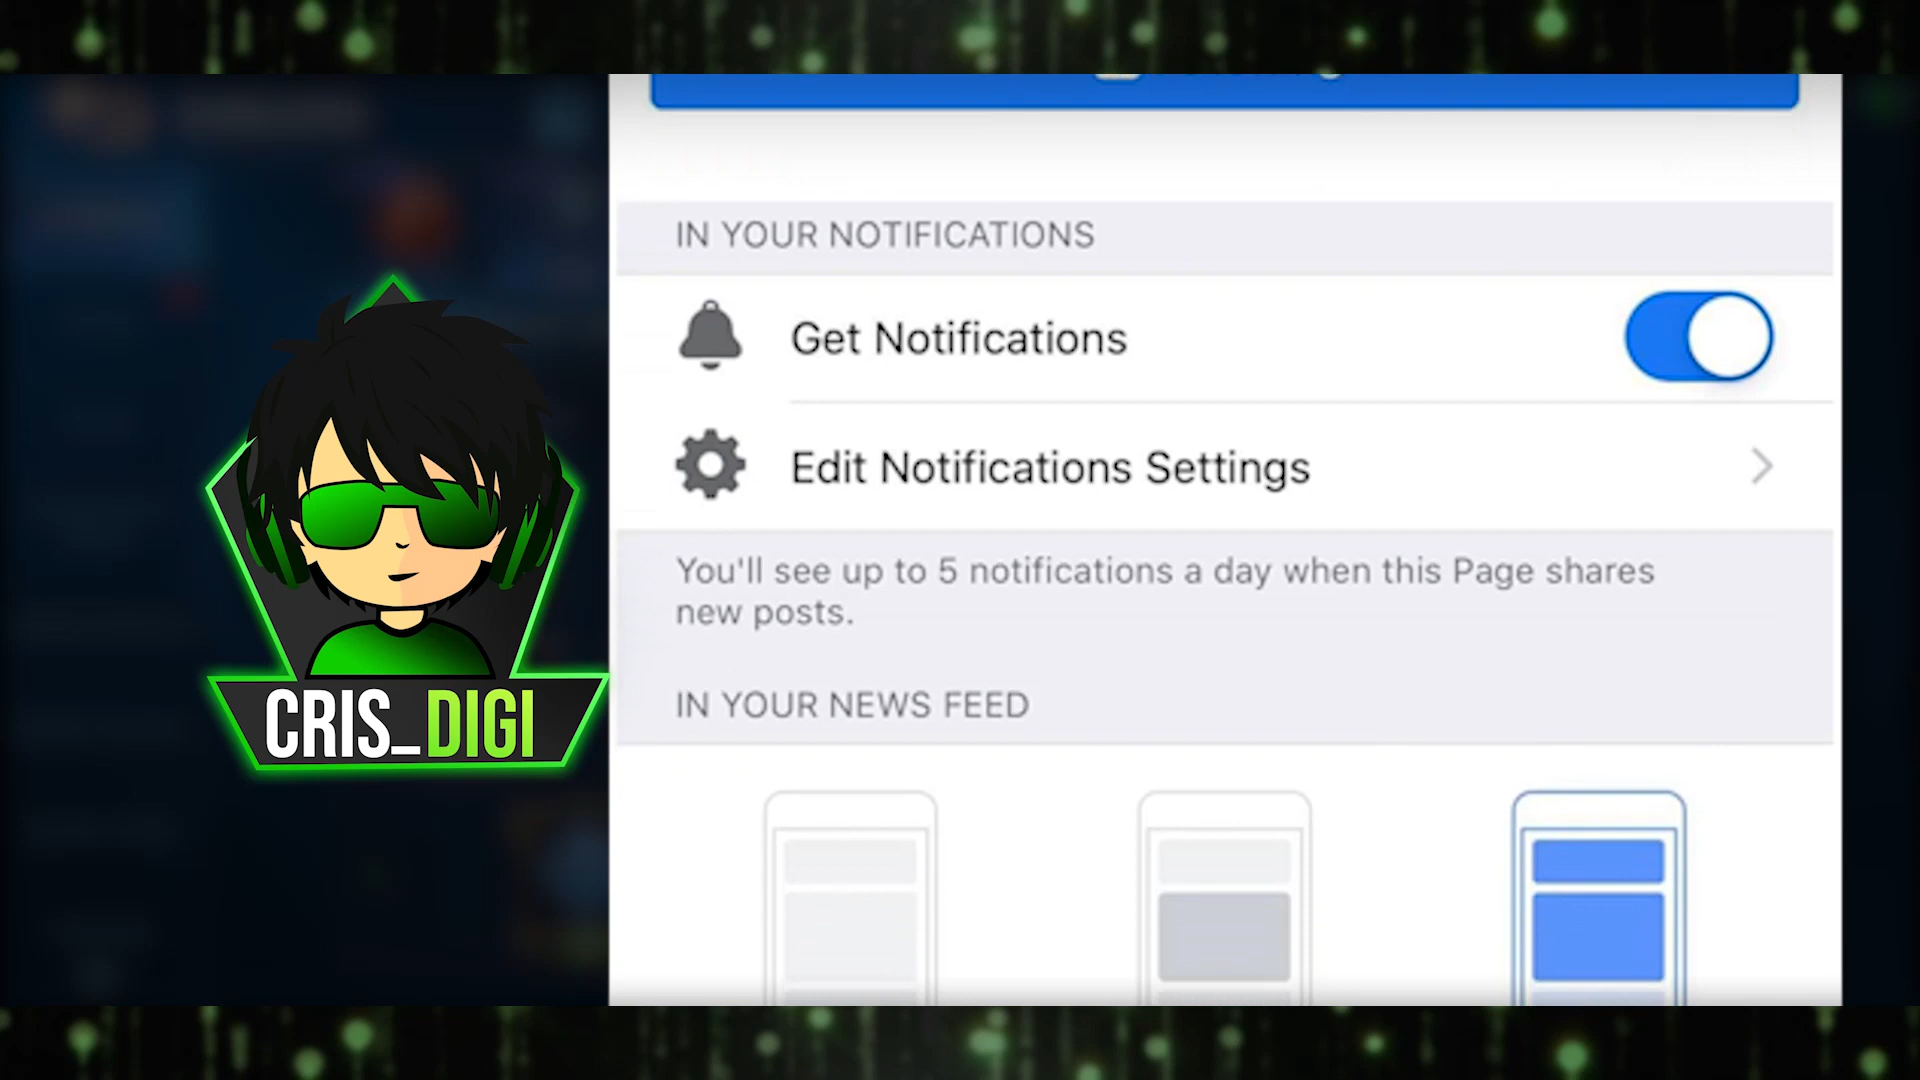 IN YOUR NOTIFICATIONS
Get Notifications
Edit Notifications Settings
You'll see up to 5 notifications a day when this Page shares
new posts.
IN YOUR NEWS FEED
CRIS_DIGI